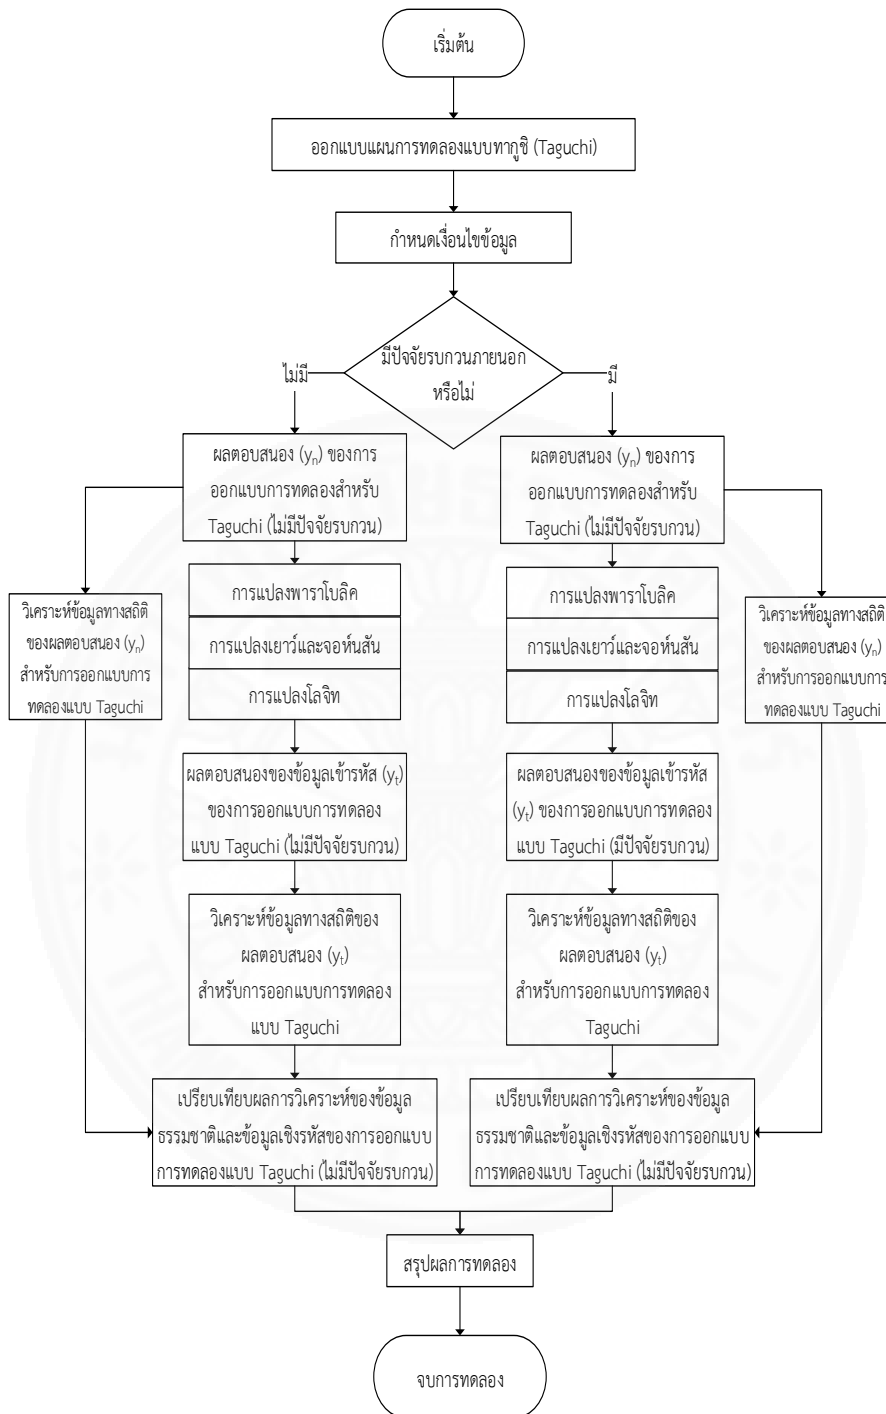 เริ่มต้น
ออกแบบแผนการทดลองแบบทากูชิ (Taguchi)
กำหนดเงื่อนไขข้อมูล
มีปัจจัยรบกวนภายนอก
หรือไม่
ไม่มี
มี
ผลตอบสนอง (yn) ของการ
ออกแบบการทดลองสำหรับ
Taguchi (ไม่มีปัจจัยรบกวน)
ผลตอบสนอง (yn) ของการ
ออกแบบการทดลองสำหรับ
Taguchi (ไม่มีปัจจัยรบกวน)
วิเคราะห์ข้อมูลทางสถิติ
ของผลตอบสนอง (yn)
สำหรับการออกแบบการ
ทดลองแบบ Taguchi
การแปลงพาราโบลิค
การแปลงเยาว์และจอห์นสัน
การแปลงโลจิท
การแปลงพาราโบลิค
การแปลงเยาว์และจอห์นสัน
การแปลงโลจิท
วิเคราะห์ข้อมูลทางสถิติ
ของผลตอบสนอง (yn)
สำหรับการออกแบบการ
ทดลองแบบ Taguchi
ผลตอบสนองของข้อมูลเข้ารหัส (yt)
ของการออกแบบการทดลอง
แบบ Taguchi (ไม่มีปัจจัยรบกวน)
ผลตอบสนองของข้อมูลเข้ารหัส
(yt) ของการออกแบบการทดลอง
แบบ Taguchi (มีปัจจัยรบกวน)
วิเคราะห์ข้อมูลทางสถิติของ
ผลตอบสนอง (yt)
สำหรับการออกแบบการทดลอง
แบบ Taguchi
วิเคราะห์ข้อมูลทางสถิติของ
ผลตอบสนอง (yt)
สำหรับการออกแบบการทดลอง
Taguchi
เปรียบเทียบผลการวิเคราะห์ของข้อมูล
ธรรมชาติและข้อมูลเชิงรหัสของการออกแบบ
การทดลองแบบ Taguchi (ไม่มีปัจจัยรบกวน)
เปรียบเทียบผลการวิเคราะห์ของข้อมูล
ธรรมชาติและข้อมูลเชิงรหัสของการออกแบบ
การทดลองแบบ Taguchi (ไม่มีปัจจัยรบกวน)
สรุปผลการทดลอง
จบการทดลอง